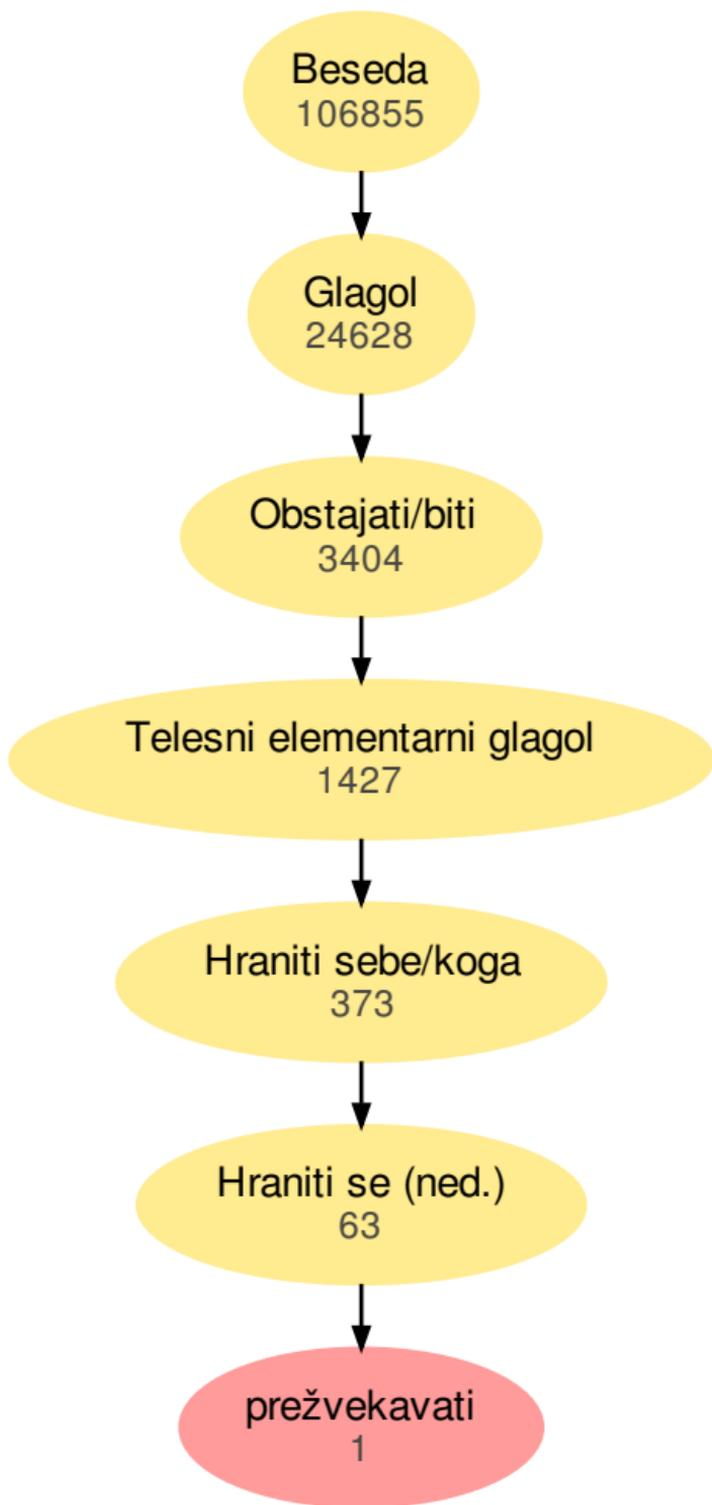 Beseda
106855
Glagol
24628
Obstajati/biti
3404
Telesni elementarni glagol
1427
Hraniti sebe/koga
373
Hraniti se (ned.)
63
prežvekavati
1